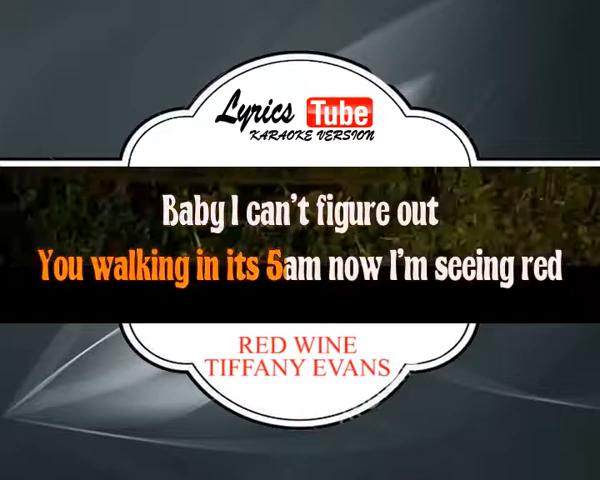 Lyrics Tube
KARAOKE VERSION
Baby I can't figure out
You walking in its 5am now I'm seeing red
RED WINE
TIFFANY EVANS